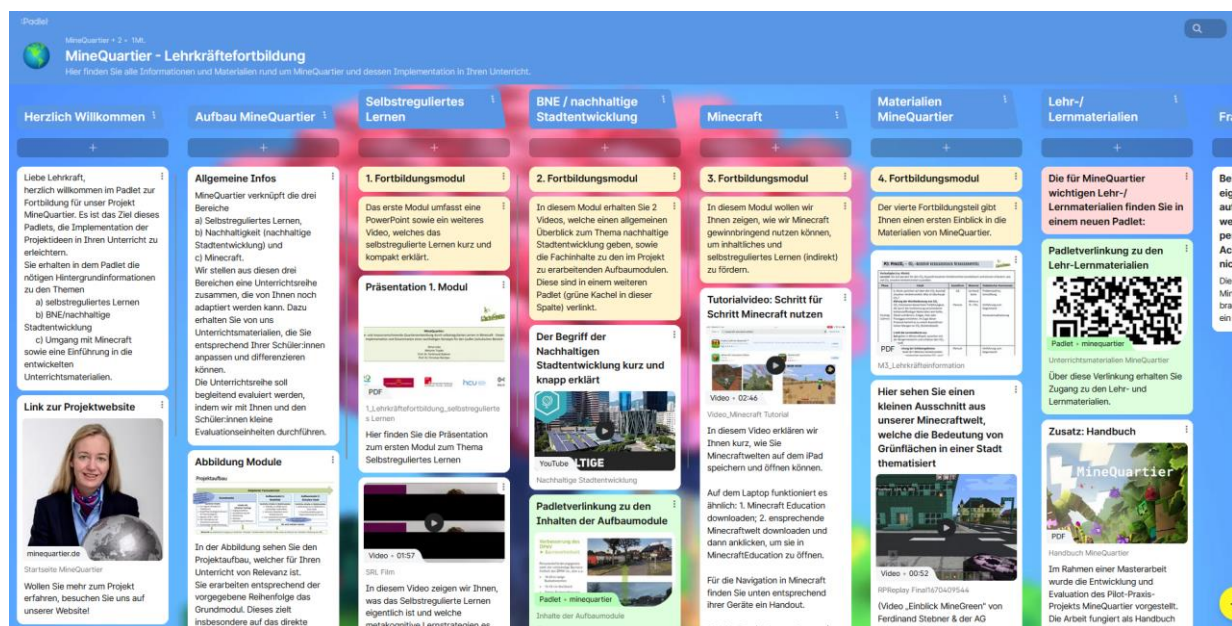 :Padlet
MineQuartier + 2 • 1Mt.
MineQuartier - Lehrkräftefortbildung
Hier finden Sie alle Informationen und Materialien rund um MineQuartier und dessen Implementation in Ihren Unterricht.
Herzlich Willkommen
Liebe Lehrkraft,
herzlich willkommen im Padlet zur
Fortbildung für unser Projekt
MineQuartier. Es ist das Ziel dieses
Padlets, die Implementation der
Projektideen in Ihren Unterricht zu
erleichtern.
Sie erhalten in dem Padlet die
nötigen Hintergrundinformationen
zu den Themen
a) selbstreguliertes Lernen
b) BNE/nachhaltige
Stadtentwicklung
c) Umgang mit Minecraft
sowie eine Einführung in die
entwickelten
Unterrichtsmaterialien.
Link zur Projektwebsite
minequartier.de
Startseite MineQuartier
Wollen Sie mehr zum Projekt
erfahren, besuchen Sie uns auf
unserer Website!
Aufbau MineQuartier
Allgemeine Infos
MineQuartier verknüpft die drei
Bereiche
a) Selbstreguliertes Lernen,
b) Nachhaltigkeit (nachhaltige
Stadtentwicklung) und
c) Minecraft.
Wir stellen aus diesen drei
Bereichen eine Unterrichtsreihe
zusammen, die von Ihnen noch
adaptiert werden kann. Dazu
erhalten Sie von uns
Unterrichtsmaterialien, die Sie
entsprechend Ihrer Schüler:innen
anpassen und differenzieren
können.
Die Unterrichtsreihe soll
begleitend evaluiert werden,
indem wir mit Ihnen und den
Schüler:innen kleine
Evaluationseinheiten durchführen.
Abbildung Module
Projektaufbau
In der Abbildung sehen Sie den
Projektaufbau, welcher für Ihren
Unterricht von Relevanz ist.
Sie erarbeiten entsprechend der
vorgegebene Reihenfolge das
Grundmodul. Dieses zielt
insbesondere auf das direkte
Selbstreguliertes
Lernen
1. Fortbildungsmodul
Das erste Modul umfasst eine
PowerPoint sowie ein weiteres
Video, welches das
selbstregulierte Lernen kurz und
kompakt erklärt.
Präsentation 1. Modul
MineQuartier
hcu
PDF
1_Lehrkräftefortbildung_selbstregulierte
s Lernen
Hier finden Sie die Präsentation
zum ersten Modul zum Thema
Selbstreguliertes Lernen
Video • 01:57
SRL Film
In diesem Video zeigen wir Ihnen,
was das Selbstregulierte Lernen
eigentlich ist und welche
metakognitive Lernstrategien es
BNE / nachhaltige
Stadtentwicklung
2. Fortbildungsmodul
In diesem Modul erhalten Sie 2
Videos, welche einen allgemeinen
Überblick zum Thema nachhaltige
Stadtentwicklung geben, sowie
die Fachinhalte zu den im Projekt
zu erarbeitenden Aufbaumodulen.
Diese sind in einem weiteren
Padlet (grüne Kachel in dieser
Spalte) verlinkt.
Der Begriff der
Nachhaltigen
Stadtentwicklung kurz und
knapp erklärt
YouTube
LTIGE
Nachhaltige Stadtentwicklung
Padletverlinkung zu den
Inhalten der Aufbaumodule
Padlet • minequartier
Inhalte der Aufbaumodule
Minecraft
3. Fortbildungsmodul
In diesem Modul wollen wir
Ihnen zeigen, wie wir Minecraft
gewinnbringend nutzen können,
um inhaltliches und
selbstreguliertes Lernen (indirekt)
zu fördern.
Tutorialvideo: Schritt für
Schritt Minecraft nutzen
Video • 02:46
Video_Minecraft Tutorial
In diesem Video erklären wir
Ihnen kurz, wie Sie
Minecraftwelten auf dem iPad
speichern und öffnen können.
Auf dem Laptop funktioniert es
ähnlich: 1. Minecraft Education
downloaden; 2. ensprechende
Minecraftwelt downloaden und
dann anklicken, um sie in
MinecraftEducation zu öffnen.
Für die Navigation in Minecraft
finden Sie unten entsprechend
ihrer Geräte ein Handout.
Materialien
MineQuartier
4. Fortbildungsmodul
Der vierte Fortbildungsteil gibt
Ihnen einen ersten Einblick in die
Materialen von MineQuartier.
PDF
M3_Lehrkräfteinformation
Hier sehen Sie einen
kleinen Ausschnitt aus
unserer Minecraftwelt,
welche die Bedeutung von
Grünflächen in einer Stadt
thematisiert
Video • 00:52
RPReplay Final1670409544
(Video „Einblick MineGreen" von
Ferdinand Stebner & der AG
Lehr-/
Lernmaterialien
Die für MineQuartier
wichtigen Lehr-/
Lernmaterialien finden Sie in
einem neuen Padlet:
Padletverlinkung zu den
Lehr-Lernmaterialien
Padlet • minequartier
Unterrichtsmaterialien MineQuartier
Über diese Verlinkung erhalten Sie
Zugang zu den Lehr- und
Lernmaterialien.
Zusatz: Handbuch
MineQuartier
PDF
Handbuch MineQuartier
Im Rahmen einer Masterarbeit
wurde die Entwicklung und
Evaluation des Pilot-Praxis-
Projekts MineQuartier vorgestellt.
Die Arbeit fungiert als Handbuch